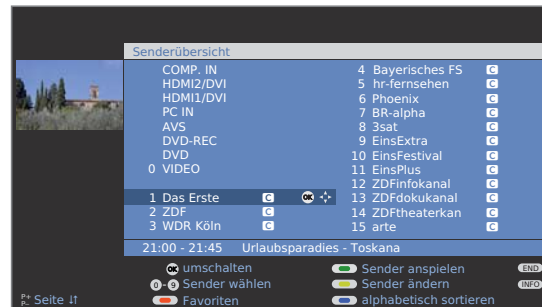 Senderübersicht
COMP. IN
HDMI2/DVI
HDMI1/DVI
PC IN
AVS
DVD-REC
DVD
0 VIDEO
1 Das Erste C OK
2 ZDF C
3 WDR Köln C
4 Bayerisches FS C
5 hr-fernsehen C
6 Phoenix C
7 BR-alpha C
8 3sat C
9 EinsExtra C
10 EinsFestival C
11 EinsPlus C
12 ZDFinfokanal C
13 ZDFdokukanal C
14 ZDFtheaterkan C
15 arte C
21:00 - 21:45 Urlaubsparadies - Toskana
OK umschalten
0-9 Sender wählen
Favoriten
Sender anspielen END
Sender ändern INFO
alphabetisch sortieren
P+ P- Seite